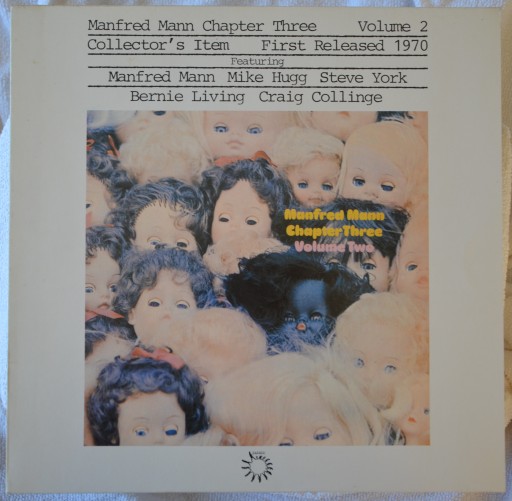 Manfred Mann Chapter Three Volume 2
Collector's Item First Released 1970
Featuring
Manfred Mann Mike Hugg Steve York
Bernie Living Craig Collinge
Manfred Mann
Chapter Three
Volume Two